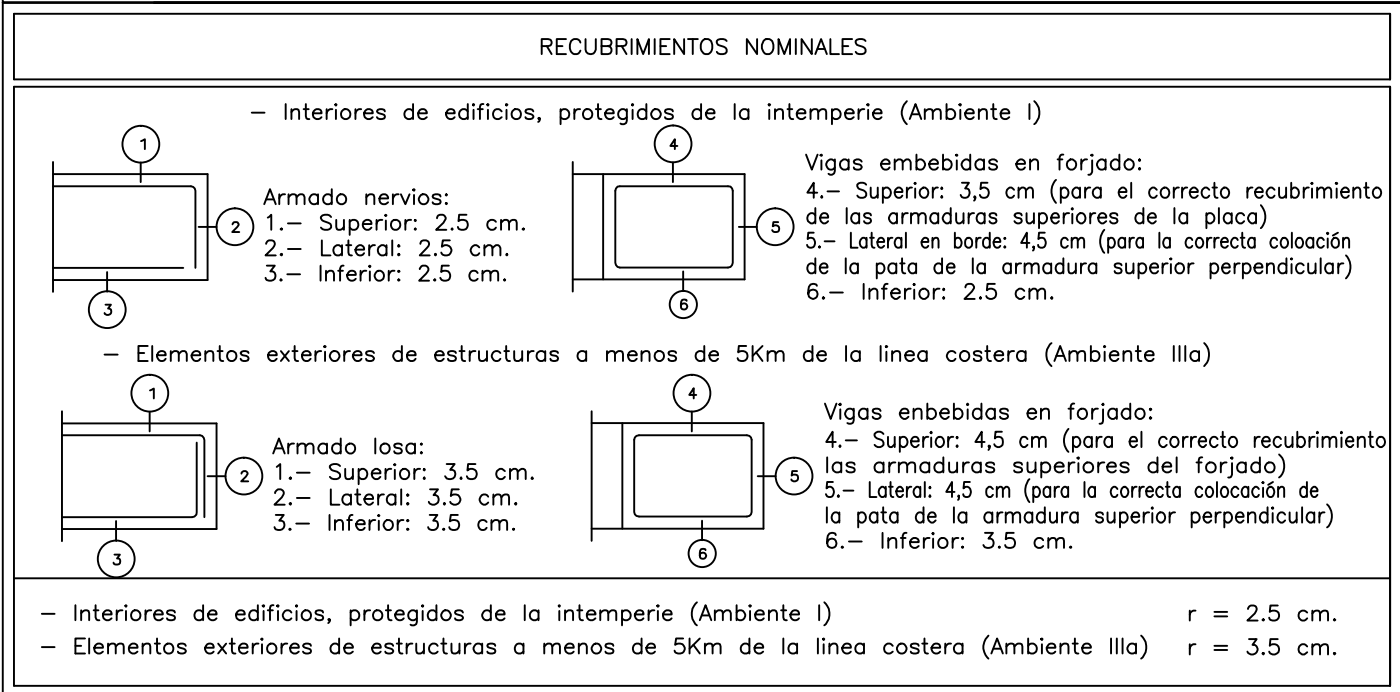 RECUBRIMIENTOS NOMINALES
– Interiores de edificios, protegidos de la intemperie (Ambiente I)
1
2
3
Armado nervios:
1.– Superior: 2.5 cm.
2.– Lateral: 2.5 cm.
3.– Inferior: 2.5 cm.
4
5
6
Vigas embebidas en forjado:
4.– Superior: 3,5 cm (para el correcto recubrimiento
de las armaduras superiores de la placa)
5.– Lateral en borde: 4,5 cm (para la correcta coloación
de la pata de la armadura superior perpendicular)
6.– Inferior: 2.5 cm.
– Elementos exteriores de estructuras a menos de 5Km de la linea costera (Ambiente IIIa)
1
2
3
Armado losa:
1.– Superior: 3.5 cm.
2.– Lateral: 3.5 cm.
3.– Inferior: 3.5 cm.
4
5
6
Vigas enbebidas en forjado:
4.– Superior: 4,5 cm (para el correcto recubrimiento
las armaduras superiores del forjado)
5.– Lateral: 4,5 cm (para la correcta colocación de
la pata de la armadura superior perpendicular)
6.– Inferior: 3.5 cm.
– Interiores de edificios, protegidos de la intemperie (Ambiente I) r = 2.5 cm.
– Elementos exteriores de estructuras a menos de 5Km de la linea costera (Ambiente IIIa) r = 3.5 cm.